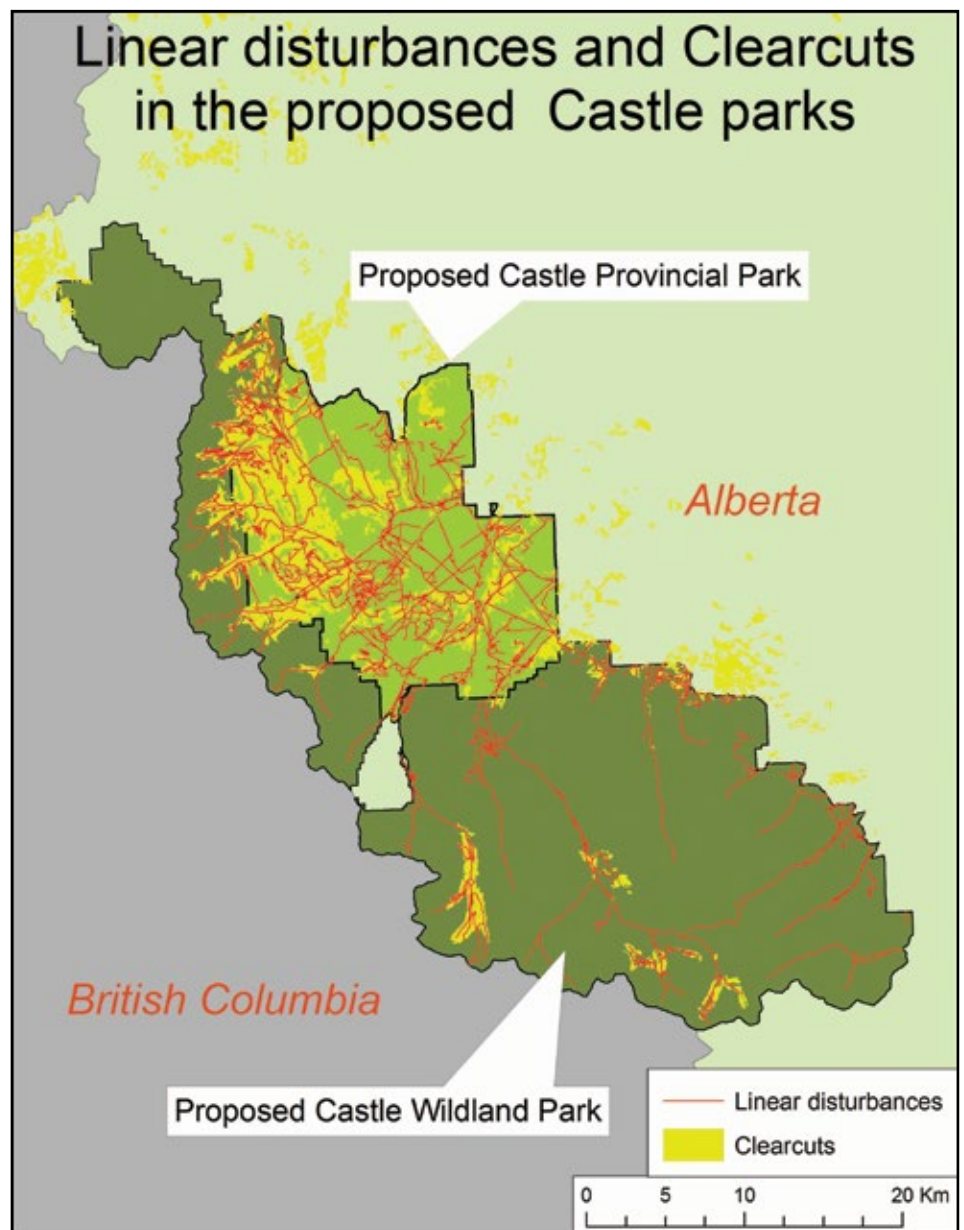 Linear disturbances and Clearcuts
in the proposed Castle parks
Proposed Castle Provincial Park
Alberta
British Columbia
Proposed Castle Wildland Park
Linear disturbances
Clearcuts
0 5 10 20 Km